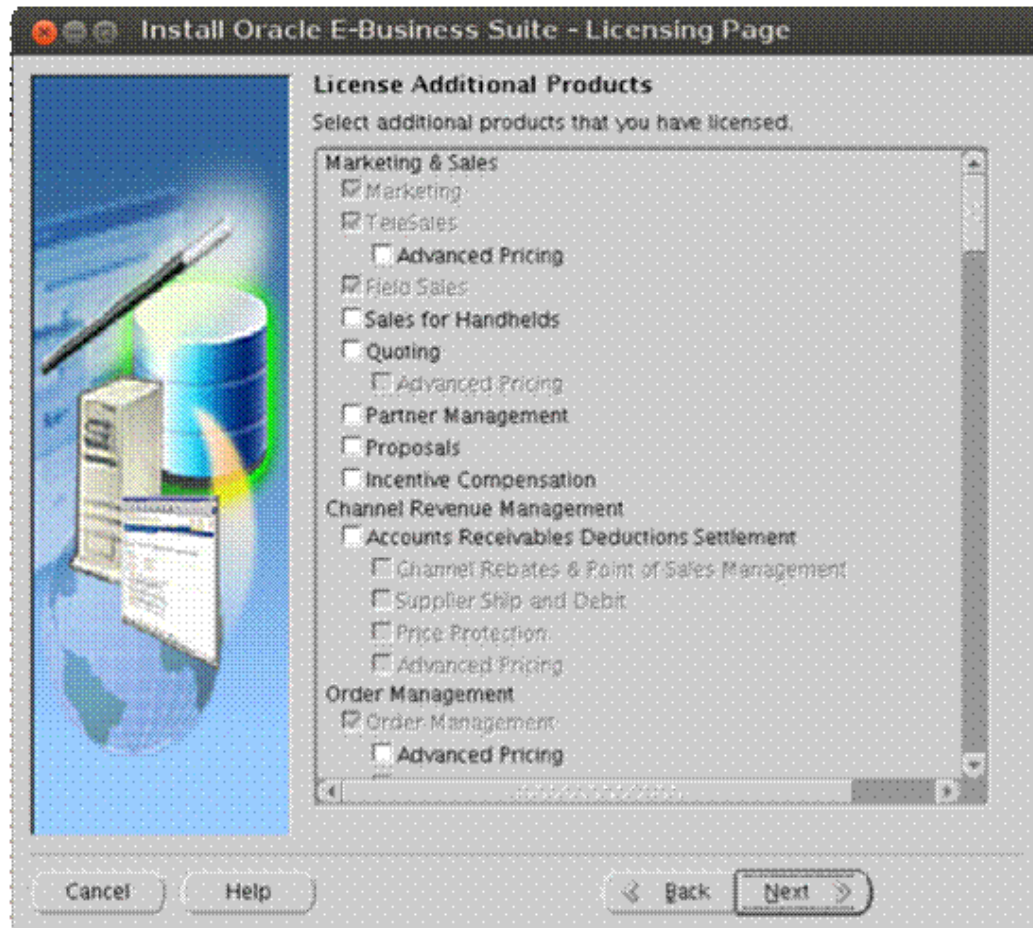 Install Oracle E-Business Suite - Licensing Page
License Additional Products
Select additional products that you have licensed.
Marketing & Sales
Marketing
TeleSales
Advanced Pricing
Field Sales
Sales for Handhelds
Quoting
Advanced Pricing
Partner Management
Proposals
Incentive Compensation
Channel Revenue Management
Accounts Receivables Deductions Settlement
Channel Rebates & Point of Sales Management
Supplier Ship and Debit
Price Protection
Advanced Pricing
Order Management
Order Management
Advanced Pricing
Cancel
Help
Back
Next